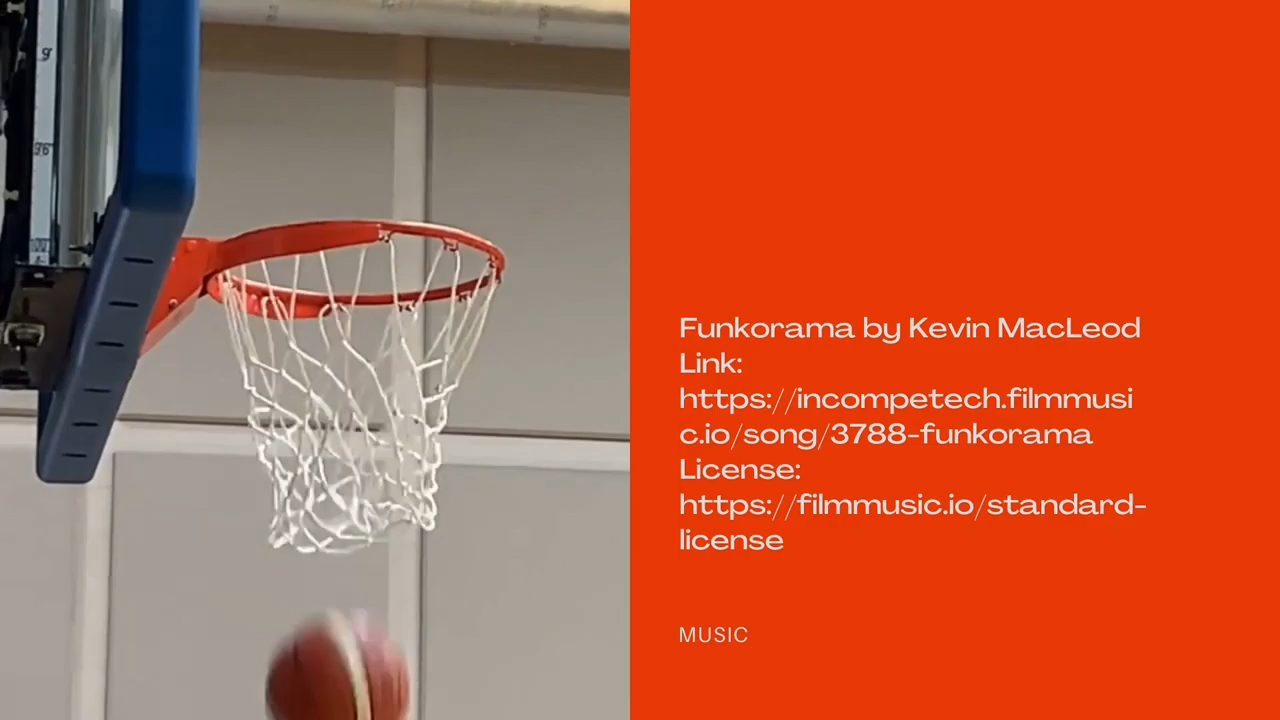 Funkorama by Kevin MacLeod
Link:
https://incompetech.filmmusi
c.io/song/3788-funkorama
License:
https://filmmusic.io/standard-
license
MUSIC